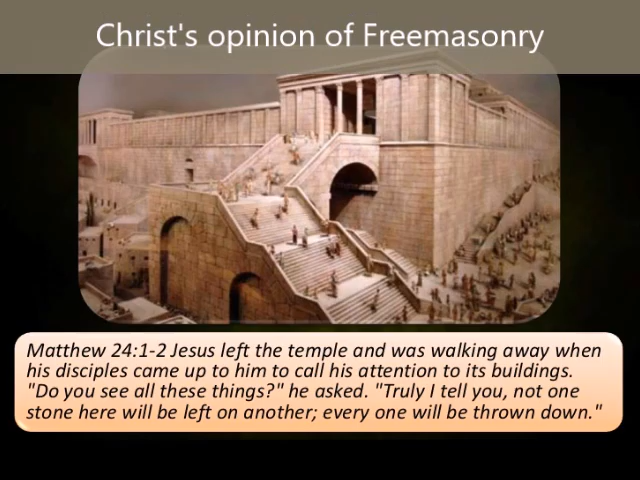 Christ's opinion of Freemasonry
Matthew 24:1-2 Jesus left the temple and was walking away when
his disciples came up to him to call his attention to its buildings.
"Do you see all these things?" he asked. "Truly I tell you, not one
stone here will be left on another; every one will be thrown down."